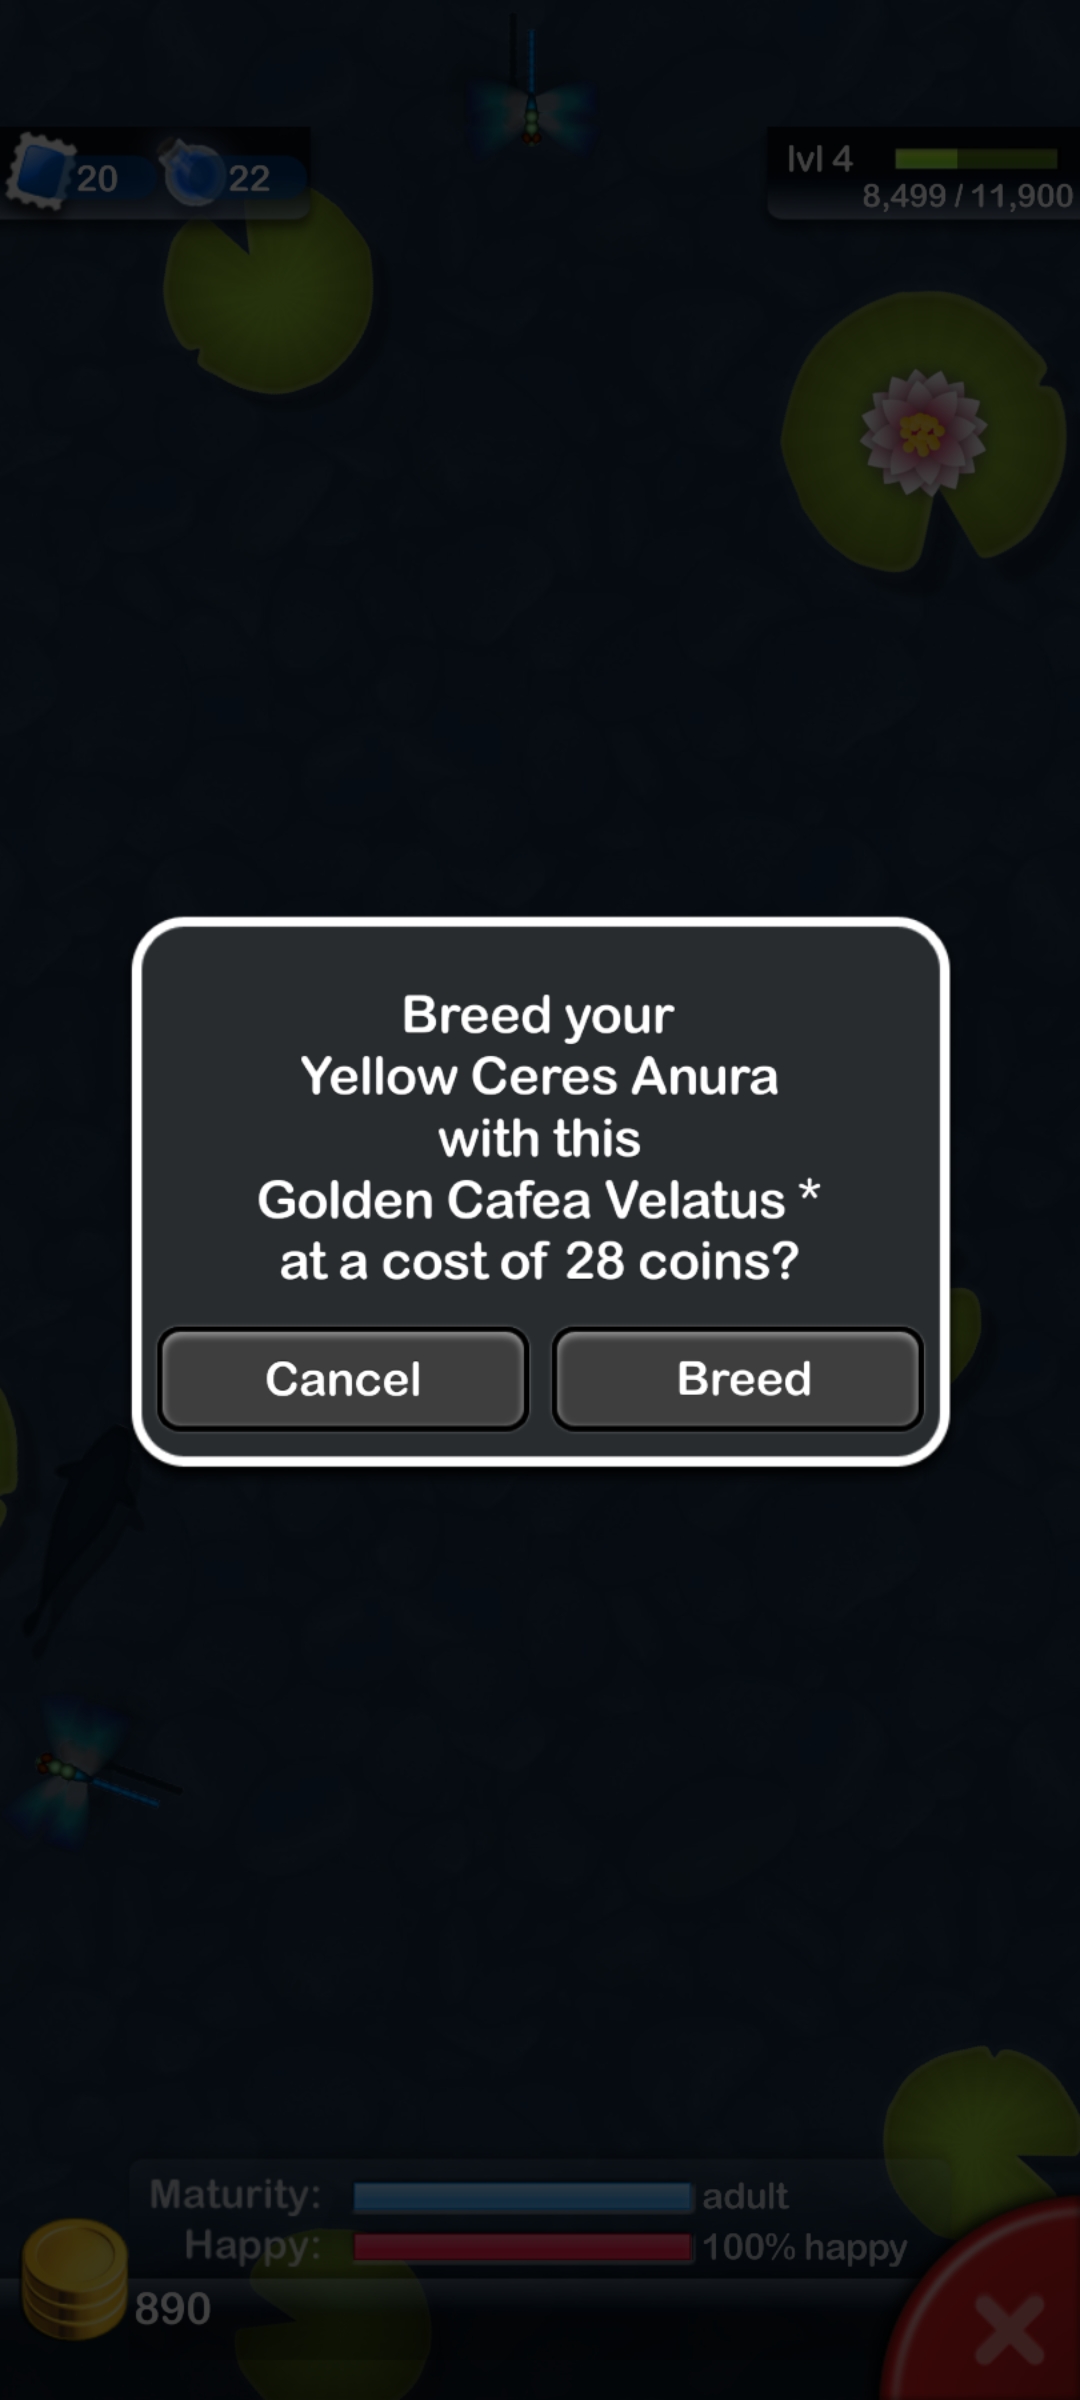 20
22
lvl 4
8,499 / 11,900
Breed your
Yellow Ceres Anura
with this
Golden Cafea Velatus *
at a cost of 28 coins?
Cancel
Breed
Maturity:
adult
Happy:
100% happy
890